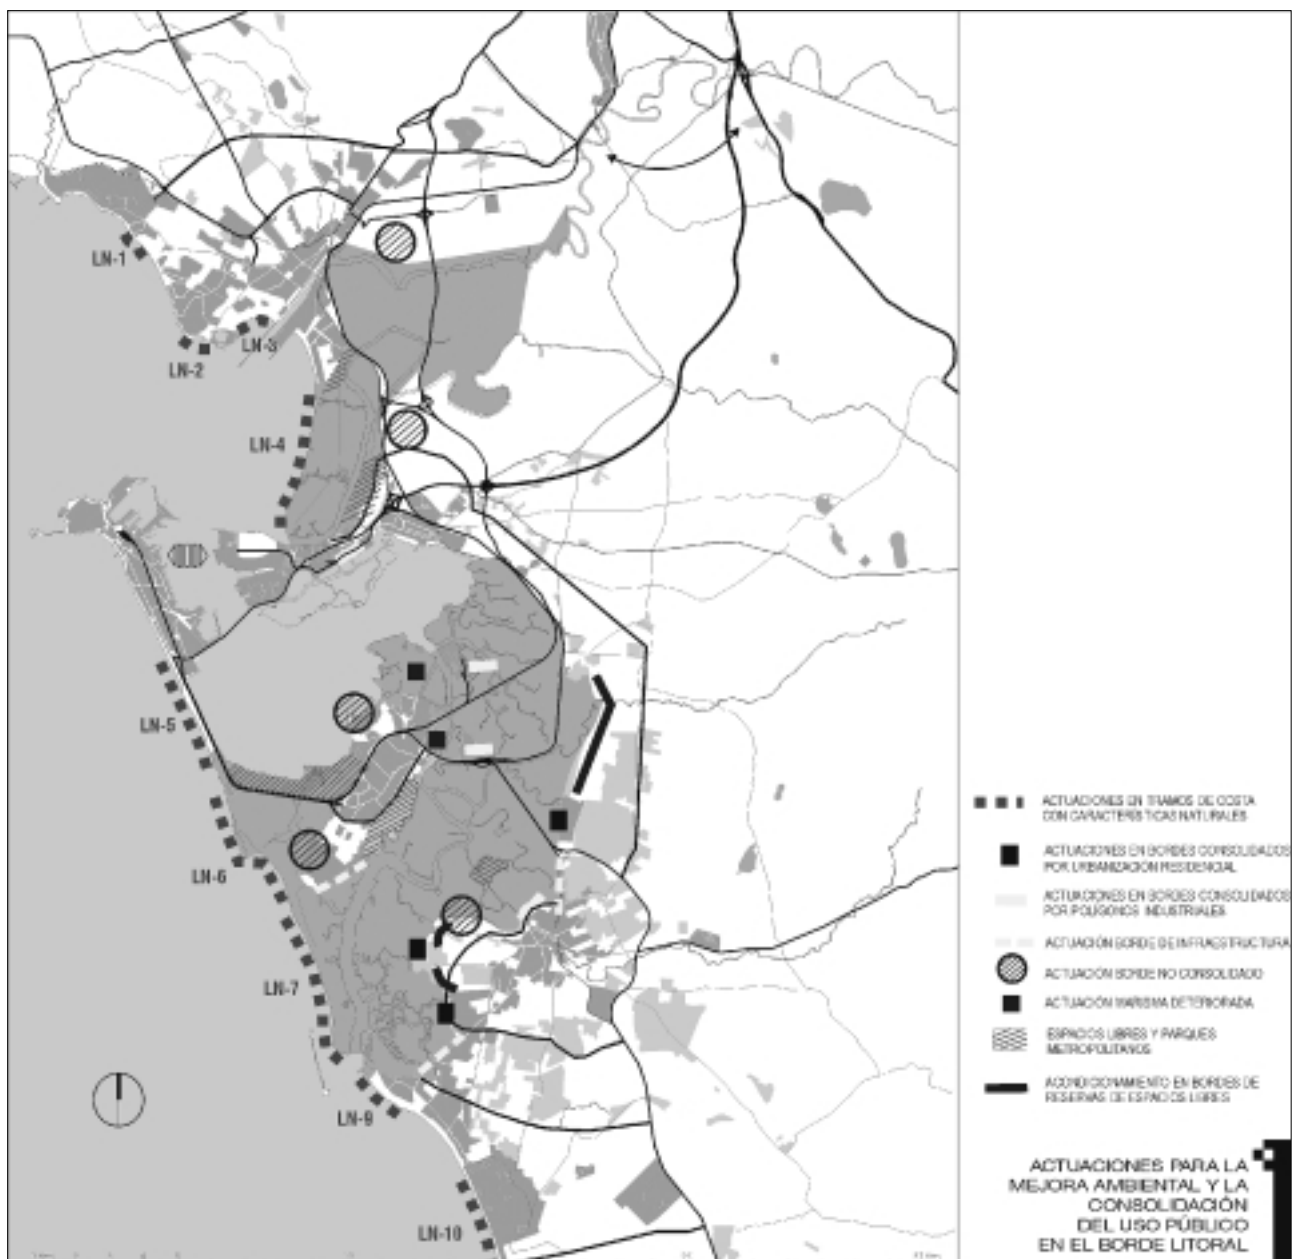 LN-1
LN-2
LN-3
LN-4
LN-5
LN-6
LN-7
LN-9
LN-10
ACTUACIONES EN TRAMOS DE COSTA
CON CARACTERÍSTICAS NATURALES
ACTUACIONES EN BORDES CONSOLIDADOS
POR URBANIZACIÓN RESIDENCIAL
ACTUACIONES EN BORDES CONSOLIDADOS
POR POLÍGONOS INDUSTRIALES
ACTUACIÓN BORDE DE INFRAESTRUCTURA
ACTUACIÓN BORDE NO CONSOLIDADO
ACTUACIÓN MARISMA DETERIORADA
ESPACIOS LIBRES Y PARQUES
METROPOLITANOS
ACONDICIONAMIENTO EN BORDES DE
RESERVAS DE ESPACIOS LIBRES
ACTUACIONES PARA LA
MEJORA AMBIENTAL Y LA
CONSOLIDACIÓN
DEL USO PÚBLICO
EN EL BORDE LITORAL